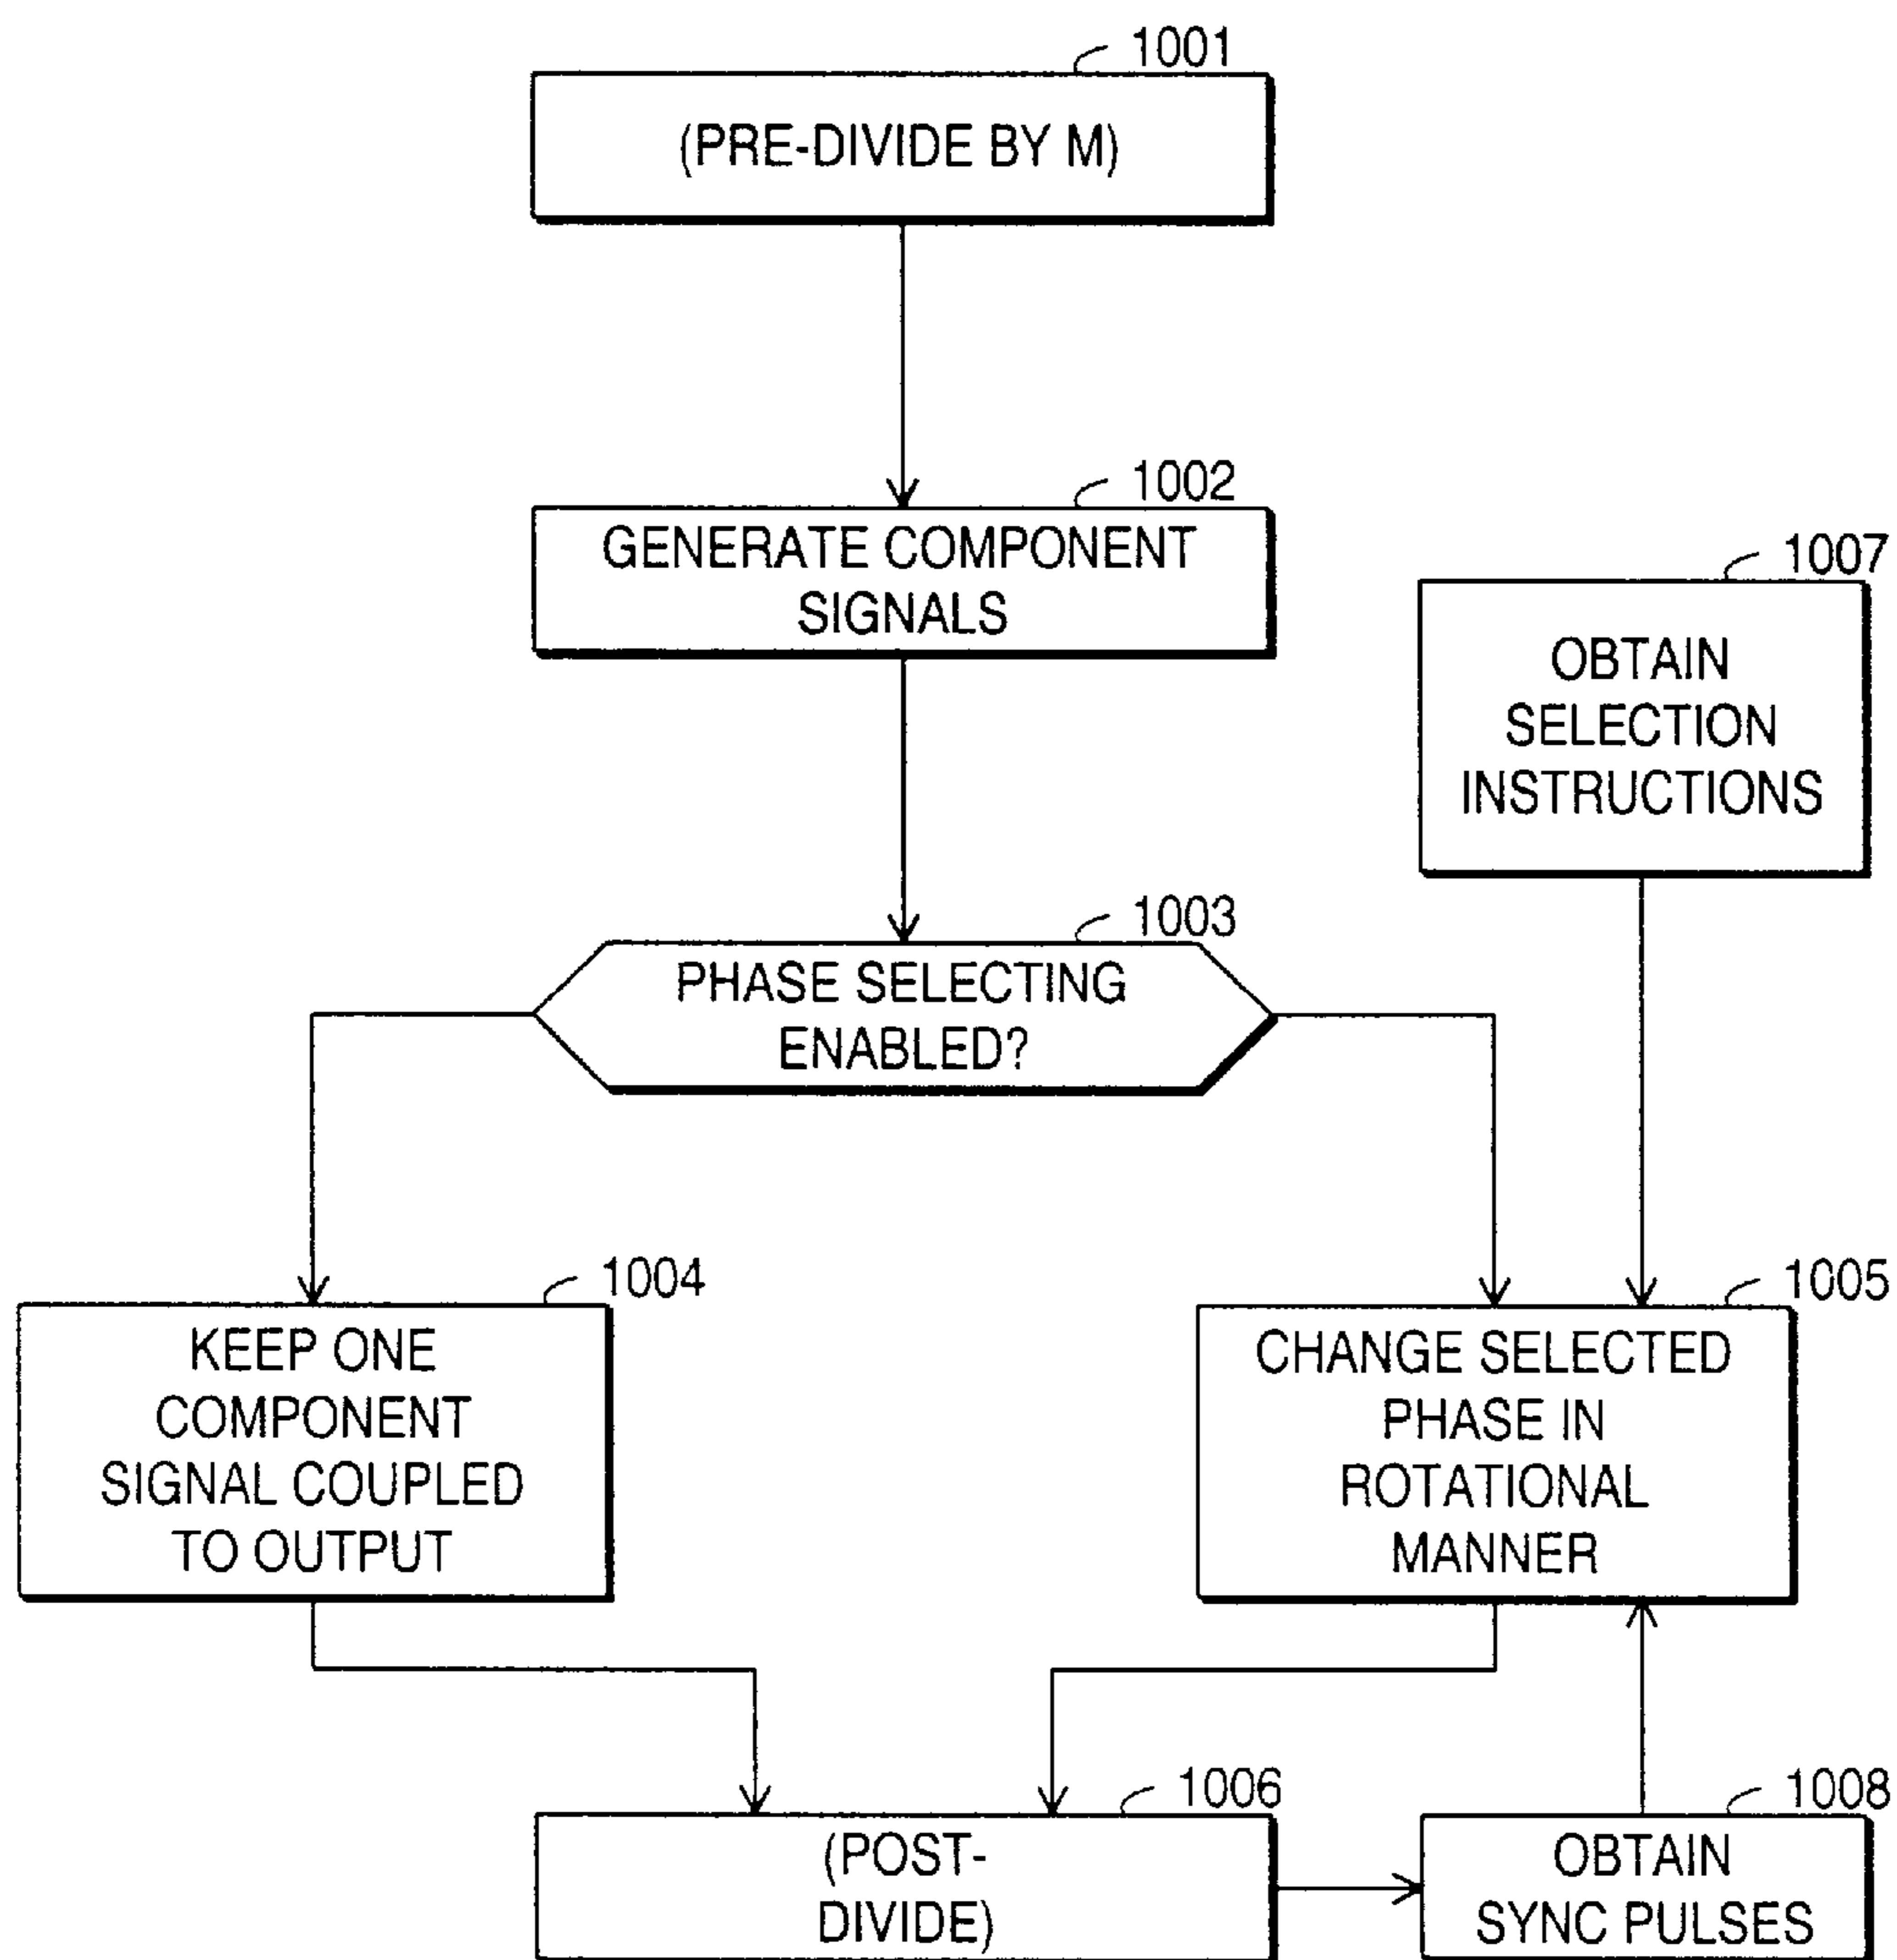 1001
(PRE-DIVIDE BY M)
1002
GENERATE COMPONENT
SIGNALS
1007
OBTAIN
SELECTION
INSTRUCTIONS
1003
PHASE SELECTING
ENABLED?
1004
KEEP ONE
COMPONENT
SIGNAL COUPLED
TO OUTPUT
1005
CHANGE SELECTED
PHASE IN
ROTATIONAL
MANNER
1006
(POST-
DIVIDE)
1008
OBTAIN
SYNC PULSES